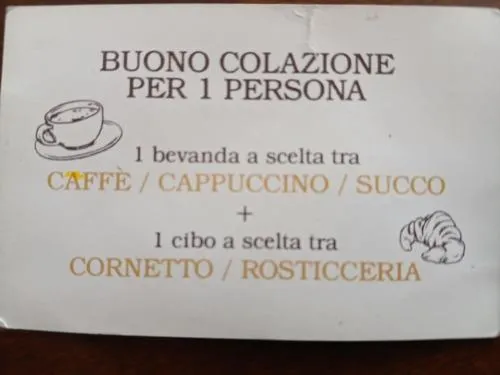 BUONO COLAZIONE
PER 1 PERSONA
1 bevanda a scelta tra
CAFFÈ / CAPPUCCINO / SUCCO
+
1 cibo a scelta tra
CORNETTO / ROSTICCERIA